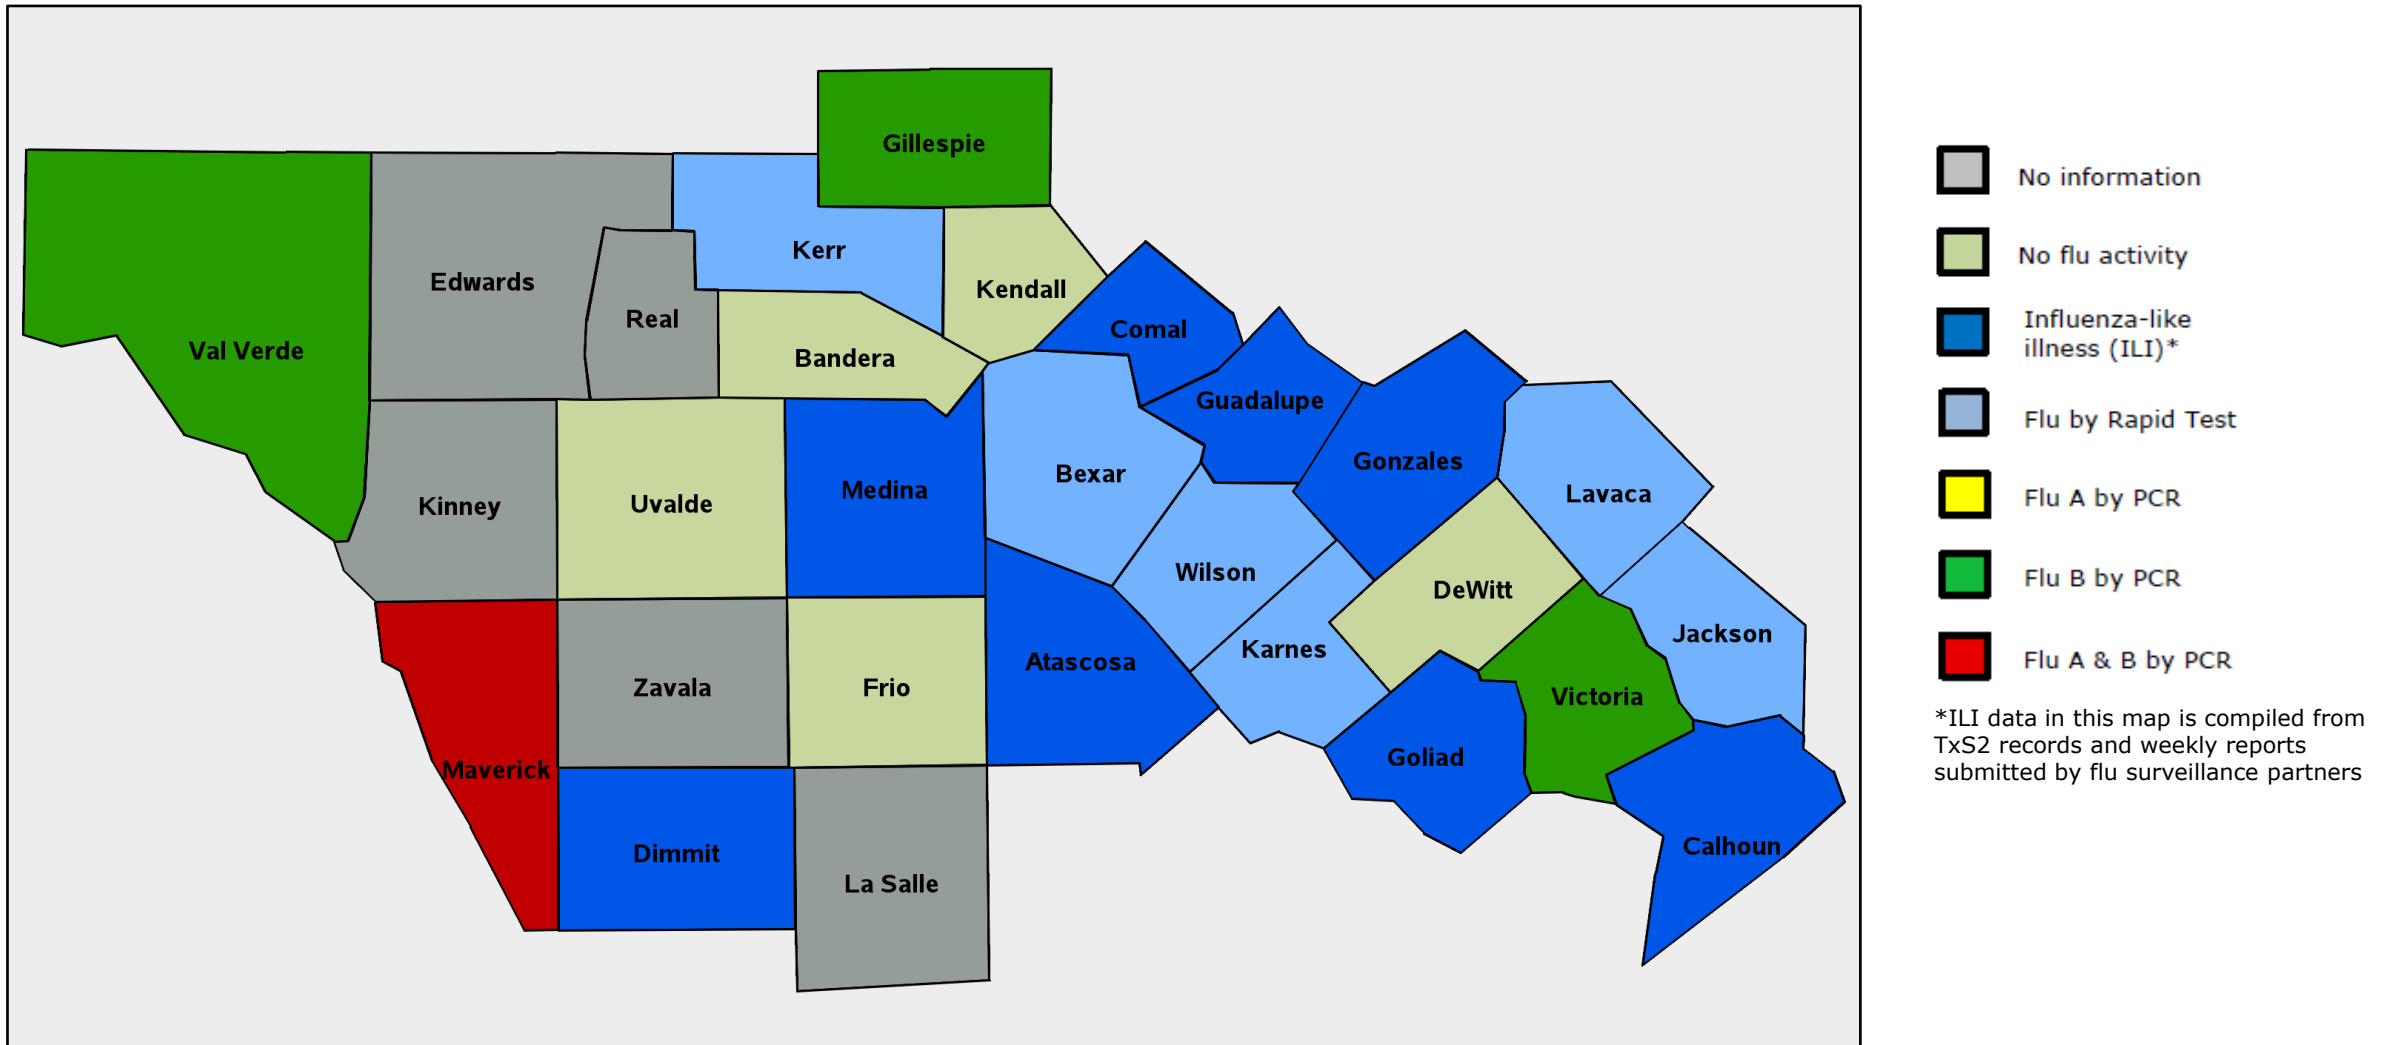 Gillespie
Kerr
Edwards
Kendall
Real
Comal
Val Verde
Bandera
Guadalupe
Gonzales
Bexar
Medina
Lavaca
Uvalde
Kinney
Wilson
DeWitt
Jackson
Karnes
Atascosa
Zavala
Frio
Victoria
Goliad
Maverick
Calhoun
Dimmit
La Salle
No information
No flu activity
Influenza-like
illness (ILI)*
Flu by Rapid Test
Flu A by PCR
Flu B by PCR
Flu A & B by PCR
*ILI data in this map is compiled from
TxS2 records and weekly reports
submitted by flu surveillance partners